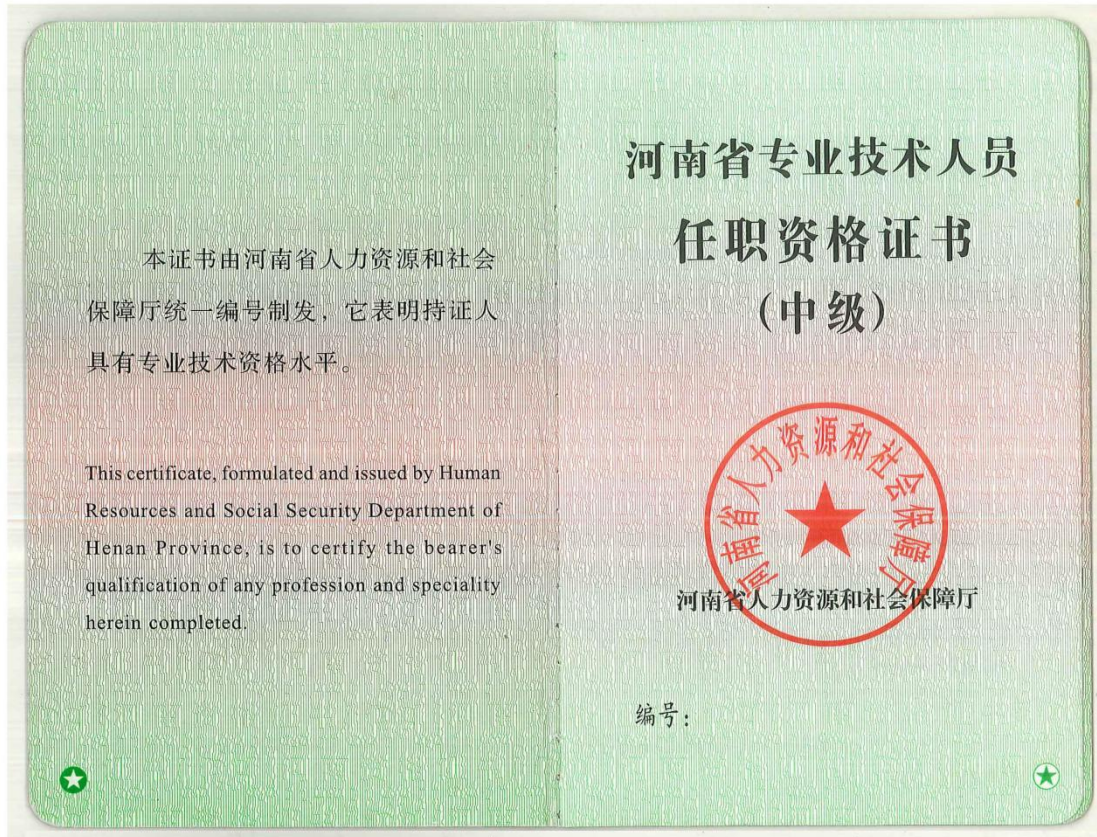 本证书由河南省人力资源和社会
保障厅统一编号制发，它表明持证人
具有专业技术资格水平。
This certificate, formulated and issued by Human
Resources and Social Security Department of
Henan Province, is to certify the bearer's
qualification of any profession and speciality
herein completed.
河南省专业技术人员
任职资格证书
(中级)
河南省人力资源和社会保障厅
河南省人力资源和社会保障厅
编号: